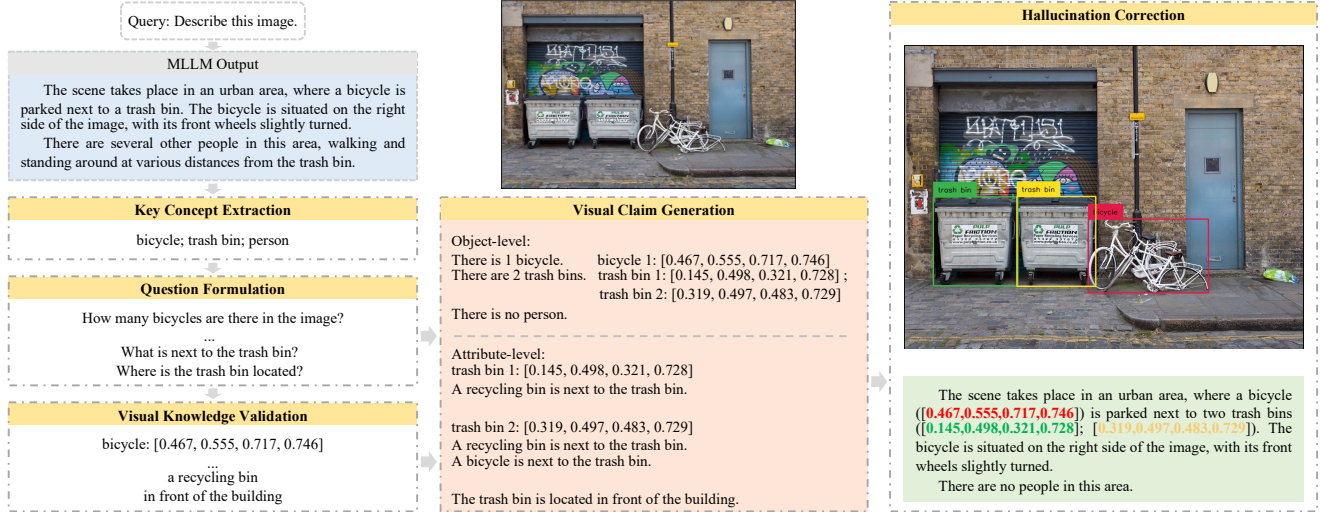 Query: Describe this image.
MLLM Output
The scene takes place in an urban area, where a bicycle is
parked next to a trash bin. The bicycle is situated on the right
side of the image, with its front wheels slightly turned.
There are several other people in this area, walking and
standing around at various distances from the trash bin.
Key Concept Extraction
bicycle; trash bin; person
Question Formulation
How many bicycles are there in the image?
...
What is next to the trash bin?
Where is the trash bin located?
Visual Knowledge Validation
bicycle: [0.467, 0.555, 0.717, 0.746]
...
a recycling bin
in front of the building
Visual Claim Generation
Object-level:
There is 1 bicycle. bicycle 1: [0.467, 0.555, 0.717, 0.746]
There are 2 trash bins. trash bin 1: [0.145, 0.498, 0.321, 0.728] ;
trash bin 2: [0.319, 0.497, 0.483, 0.729]
There is no person.
Attribute-level:
trash bin 1: [0.145, 0.498, 0.321, 0.728]
A recycling bin is next to the trash bin.
trash bin 2: [0.319, 0.497, 0.483, 0.729]
A recycling bin is next to the trash bin.
A bicycle is next to the trash bin.
The trash bin is located in front of the building.
Hallucination Correction
trash bin
trash bin
bicycle
PULP
FRICTION
PULP
FRICTION
The scene takes place in an urban area, where a bicycle
([0.467,0.555,0.717,0.746]) is parked next to two trash bins
([0.145,0.498,0.321,0.728]; [0.319,0.497,0.483,0.729]). The
bicycle is situated on the right side of the image, with its front
wheels slightly turned.
There are no people in this area.